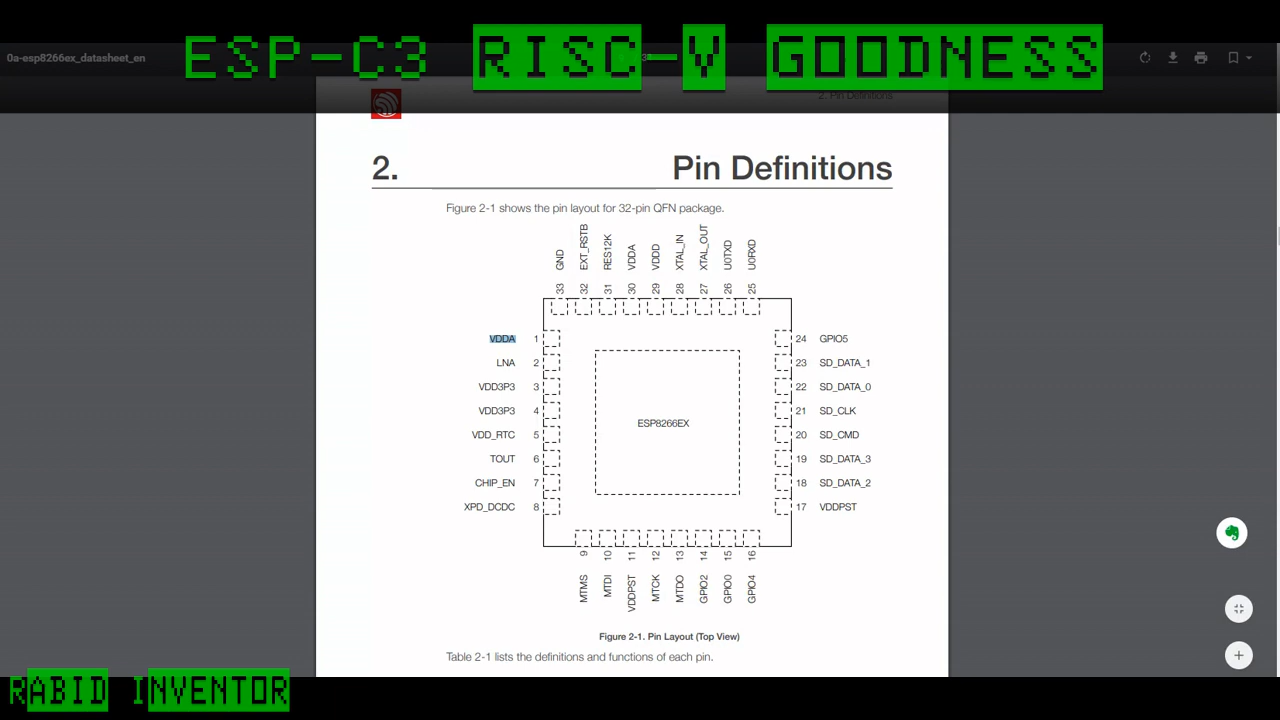 ESP-C3 RISC-V GOODNESS
0a-esp8266ex_datasheet_en
2. Pin Definitions
2. Pin Definitions
Figure 2-1 shows the pin layout for 32-pin QFN package.
GND EXT_RSTB RES12K VDDA VDDD XTAL_IN XTAL_OUT U0TXD U0RXD
33 32 31 30 29 28 27 26 25
VDDA 1 24 GPIO5
LNA 2 23 SD_DATA_1
VDD3P3 3 22 SD_DATA_0
VDD3P3 4 21 SD_CLK
ESP8266EX
VDD_RTC 5 20 SD_CMD
TOUT 6 19 SD_DATA_3
CHIP_EN 7 18 SD_DATA_2
XPD_DCDC 8 17 VDDPST
9 10 11 12 13 14 15 16
MTMS MTDI VDDPST MTCK MTDO GPIO2 GPIO0 GPIO4
Figure 2-1. Pin Layout (Top View)
Table 2-1 lists the definitions and functions of each pin.
RABID INVENTOR